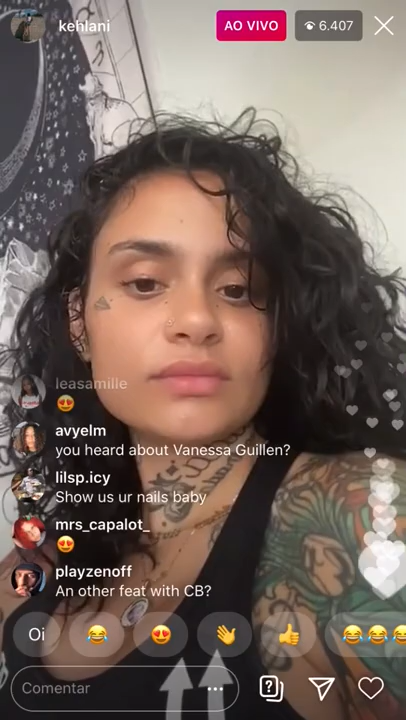 kehlani
AO VIVO
6.407
leasamille
avyelm
you heard about Vanessa Guillen?
lilsp.icy
Show us ur nails baby
mrs_capalot_
playzenoff
An other feat with CB?
Oi
Comentar